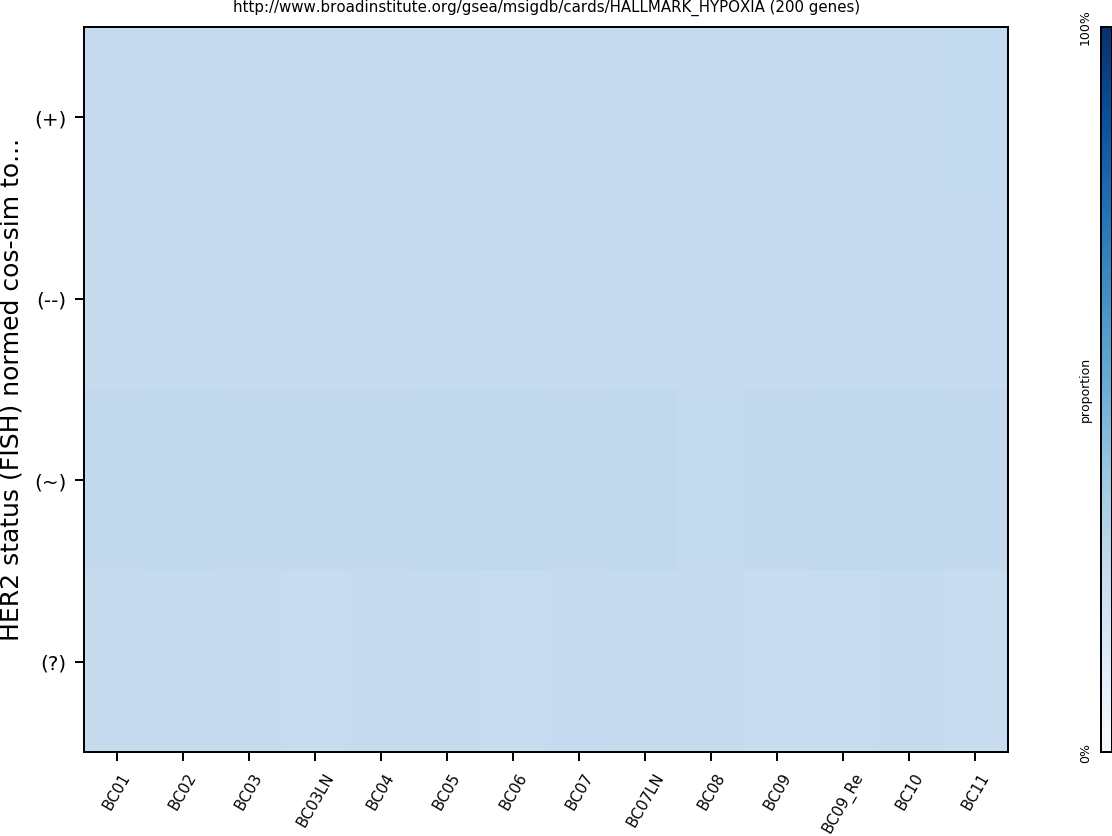 http://www.broadinstitute.org/gsea/msigdb/cards/HALLMARK_HYPOXIA (200 genes)
HER2 status (FISH) normed cos-sim to...
(+)
(--)
(~)
(?)
BC01
BC02
BC03
BC03LN
BC04
BC05
BC06
BC07
BC07LN
BC08
BC09
BC09_Re
BC10
BC11
100%
proportion
0%